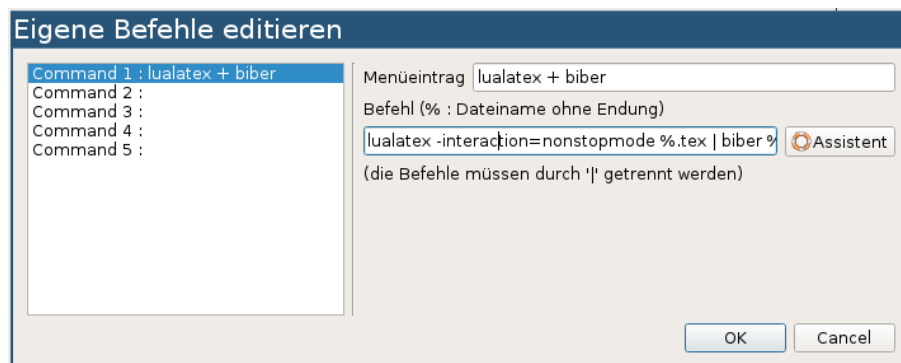 Eigene Befehle editieren
Command 1 : lualatex + biber
Command 2 :
Command 3 :
Command 4 :
Command 5 :
Menüeintrag lualatex + biber
Befehl (% : Dateiname ohne Endung)
lualatex -interaction=nonstopmode %.tex | biber % Assistent
(die Befehle müssen durch '|' getrennt werden)
OK Cancel